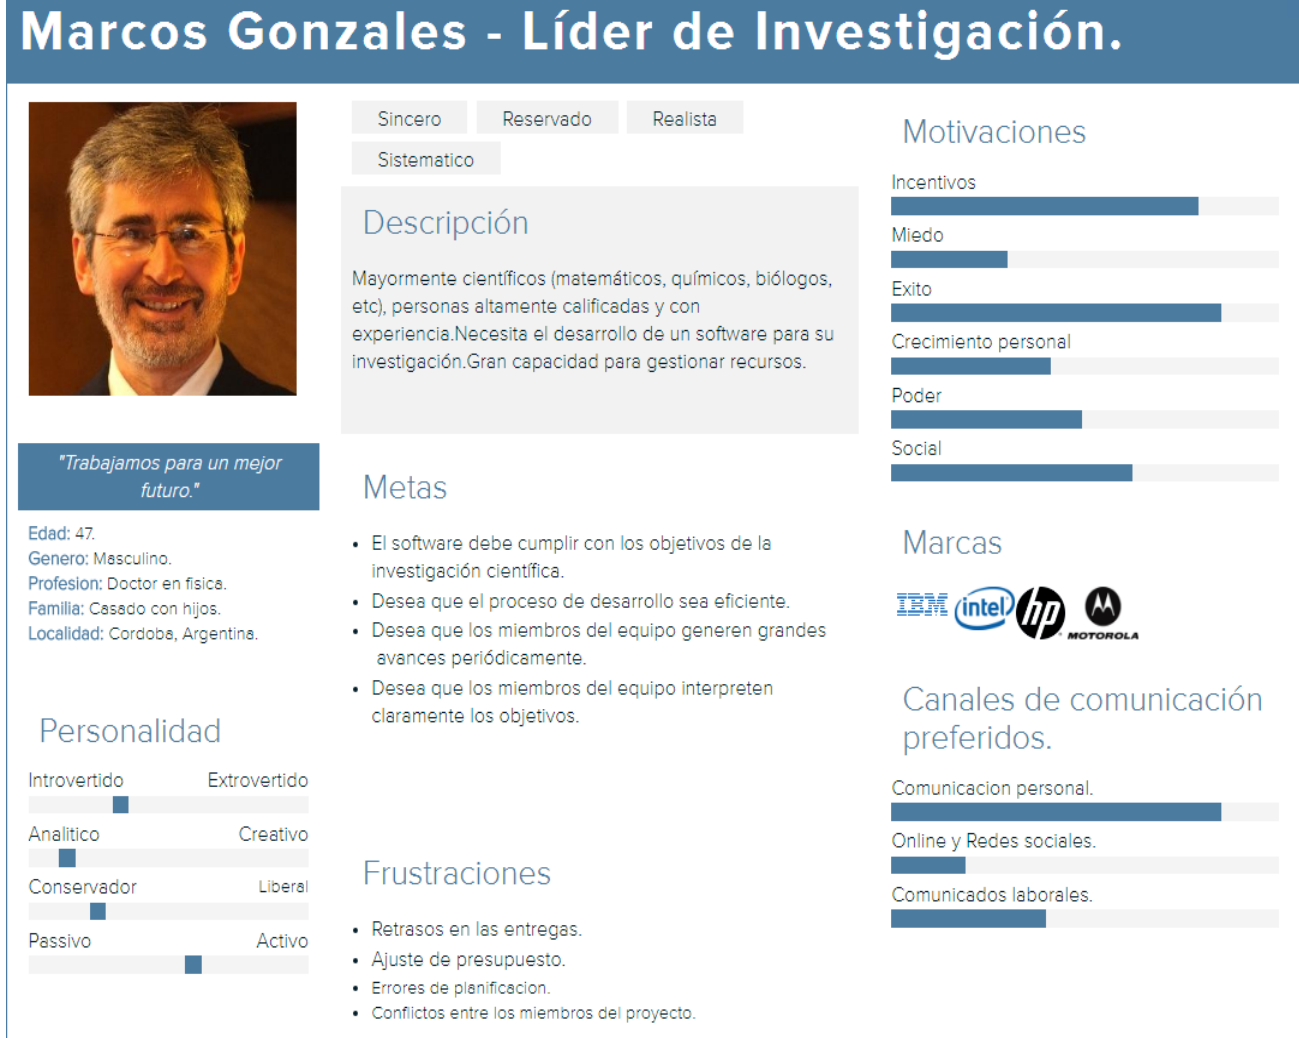 Marcos Gonzales - Líder de Investigación.
"Trabajamos para un mejor
futuro."
Edad: 47.
Genero: Masculino.
Profesion: Doctor en fisica.
Familia: Casado con hijos.
Localidad: Cordoba, Argentina.
Personalidad
Introvertido Extrovertido
Analitico Creativo
Conservador Liberal
Passivo Activo
Sincero Reservado Realista
Sistematico
Descripción
Mayormente científicos (matemáticos, químicos, biólogos,
etc), personas altamente calificadas y con
experiencia.Necesita el desarrollo de un software para su
investigación.Gran capacidad para gestionar recursos.
Metas
• El software debe cumplir con los objetivos de la
investigación científica.
• Desea que el proceso de desarrollo sea eficiente.
• Desea que los miembros del equipo generen grandes
avances periódicamente.
• Desea que los miembros del equipo interpreten
claramente los objetivos.
Frustraciones
• Retrasos en las entregas.
• Ajuste de presupuesto.
• Errores de planificacion.
• Conflictos entre los miembros del proyecto.
Motivaciones
Incentivos
Miedo
Exito
Crecimiento personal
Poder
Social
Marcas
IBM intel hp MOTOROLA
Canales de comunicación
preferidos.
Comunicacion personal.
Online y Redes sociales.
Comunicados laborales.